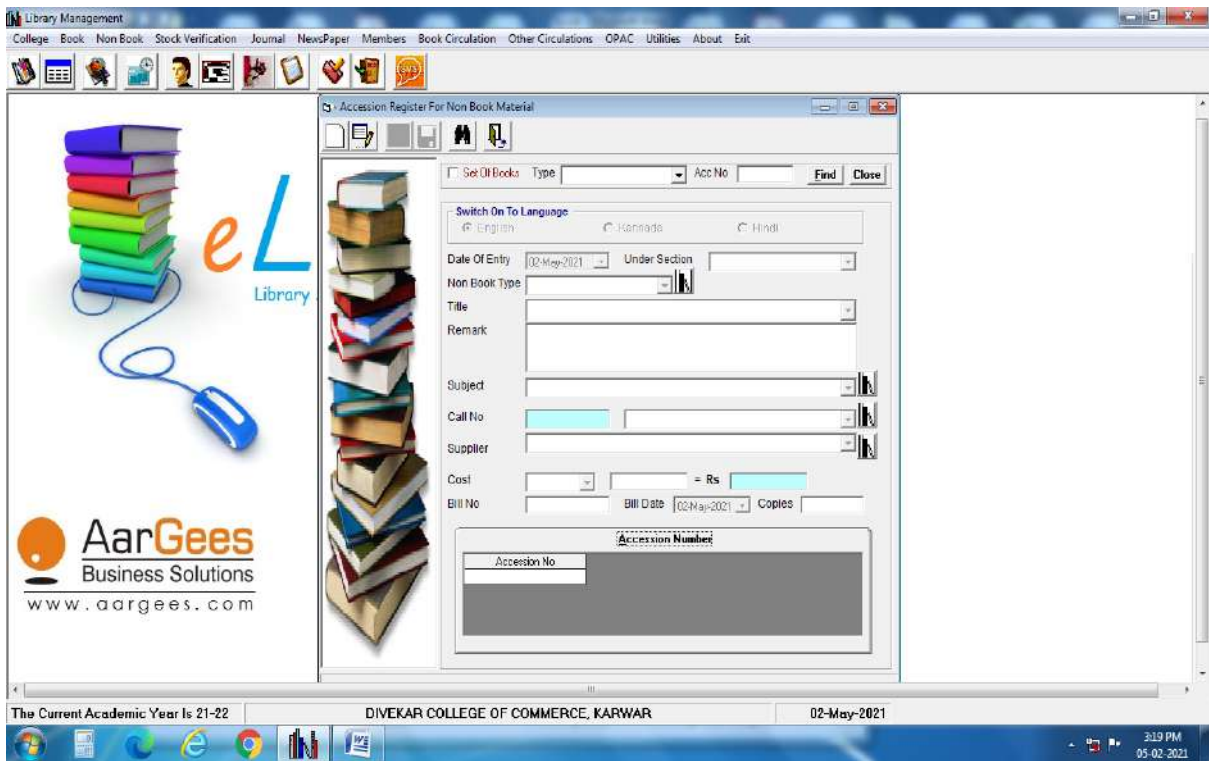 Library Management
College Book Non Book Stock Verification Journal NewsPaper Members Book Circulation Other Circulations OPAC Utilities About Exit
Accession Register For Non Book Material
Set Of Books Type Acc No Find Close
Switch On To Language
English Kannada Hindi
Date Of Entry 02-May-2021 Under Section
Non Book Type
Title
Remark
Subject
Call No
Supplier
Cost = Rs
Bill No Bill Date 02-May-2021 Copies
Accession Number
Accession No
eL
Library
AarGees
Business Solutions
www.aargees.com
The Current Academic Year Is 21-22 DIVEKAR COLLEGE OF COMMERCE, KARWAR 02-May-2021
3:19 PM
05-02-2021